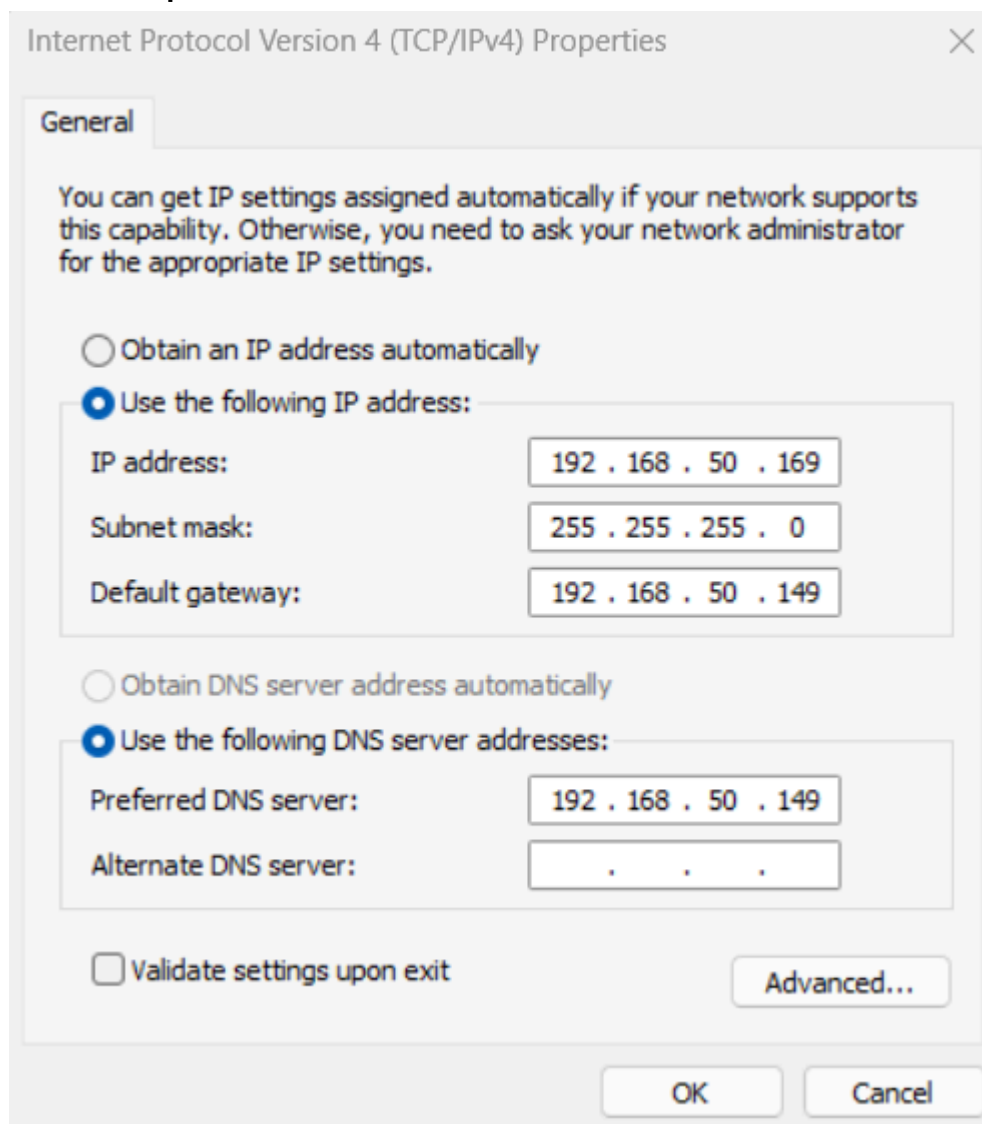 Internet Protocol Version 4 (TCP/IPv4) Properties
General
You can get IP settings assigned automatically if your network supports
this capability. Otherwise, you need to ask your network administrator
for the appropriate IP settings.
Obtain an IP address automatically
Use the following IP address:
IP address: 192 . 168 . 50 . 169
Subnet mask: 255 . 255 . 255 . 0
Default gateway: 192 . 168 . 50 . 149
Obtain DNS server address automatically
Use the following DNS server addresses:
Preferred DNS server: 192 . 168 . 50 . 149
Alternate DNS server: . . .
Validate settings upon exit
Advanced...
OK Cancel